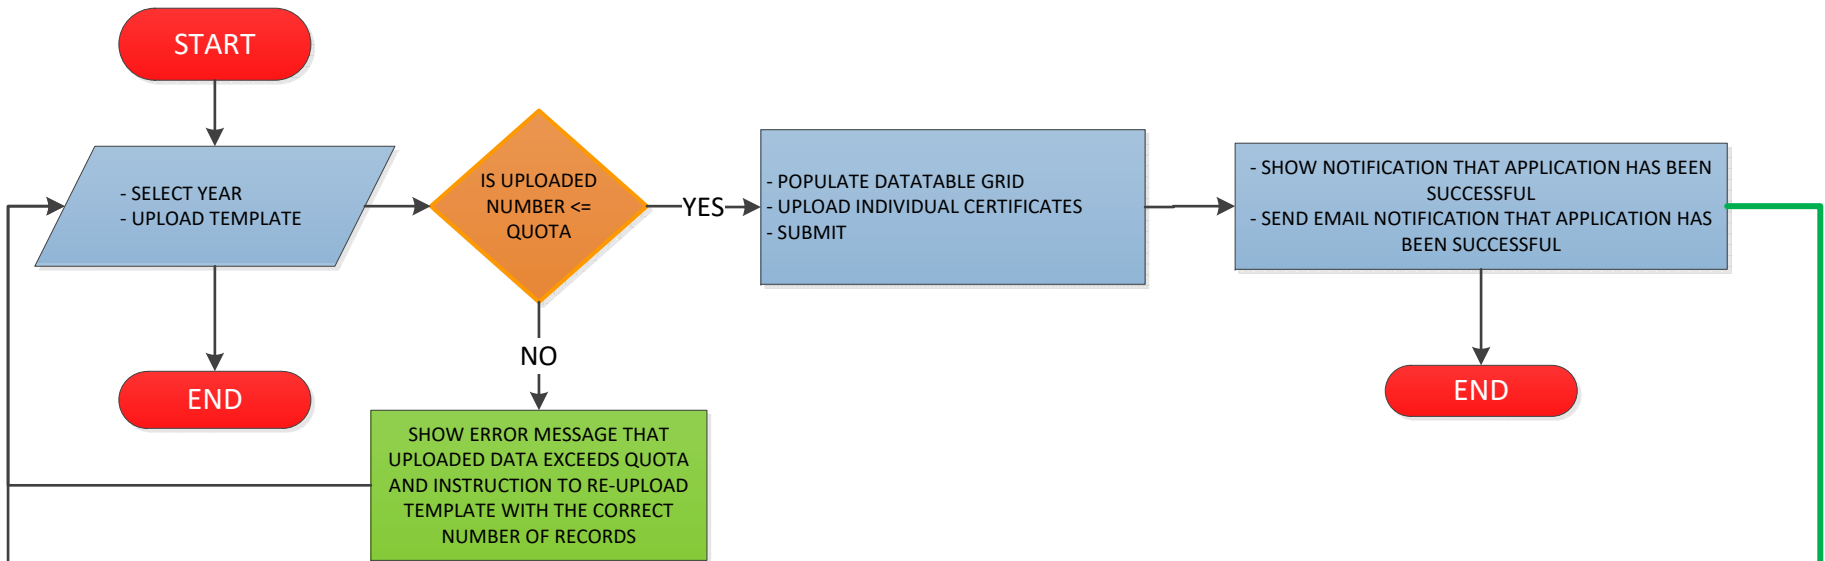 START
- SELECT YEAR
- UPLOAD TEMPLATE
END
IS UPLOADED
NUMBER <=
QUOTA
YES
NO
SHOW ERROR MESSAGE THAT
UPLOADED DATA EXCEEDS QUOTA
AND INSTRUCTION TO RE-UPLOAD
TEMPLATE WITH THE CORRECT
NUMBER OF RECORDS
- POPULATE DATATABLE GRID
- UPLOAD INDIVIDUAL CERTIFICATES
- SUBMIT
- SHOW NOTIFICATION THAT APPLICATION HAS BEEN
SUCCESSFUL
- SEND EMAIL NOTIFICATION THAT APPLICATION HAS
BEEN SUCCESSFUL
END